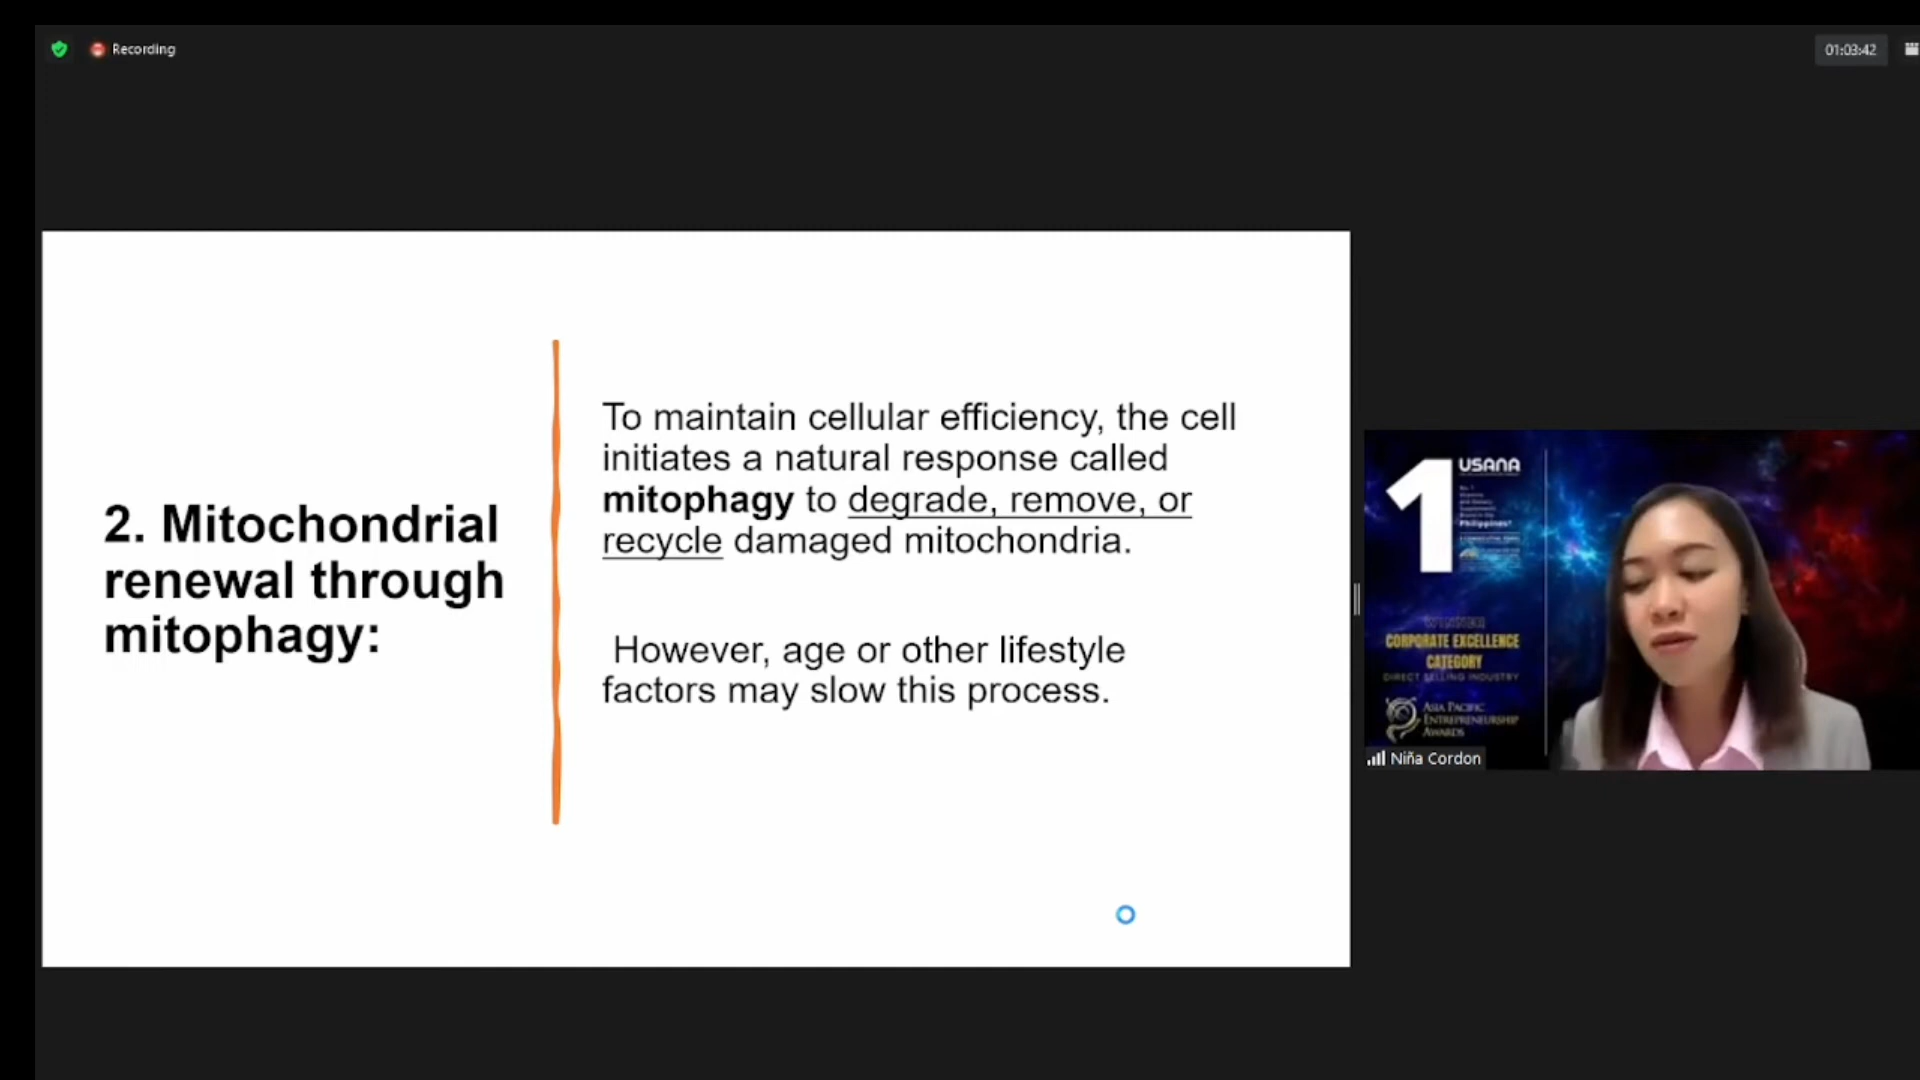 Recording
01:03:42
2. Mitochondrial
renewal through
mitophagy:
To maintain cellular efficiency, the cell
initiates a natural response called
mitophagy to degrade, remove, or
recycle damaged mitochondria.
However, age or other lifestyle
factors may slow this process.
1
USANA
Philippines
CORPORATE EXCELLENCE
CATEGORY
DIRECT SELLING INDUSTRY
ASIA PACIFIC
ENTREPRENEURSHIP
AWARDS
Niña Cordon